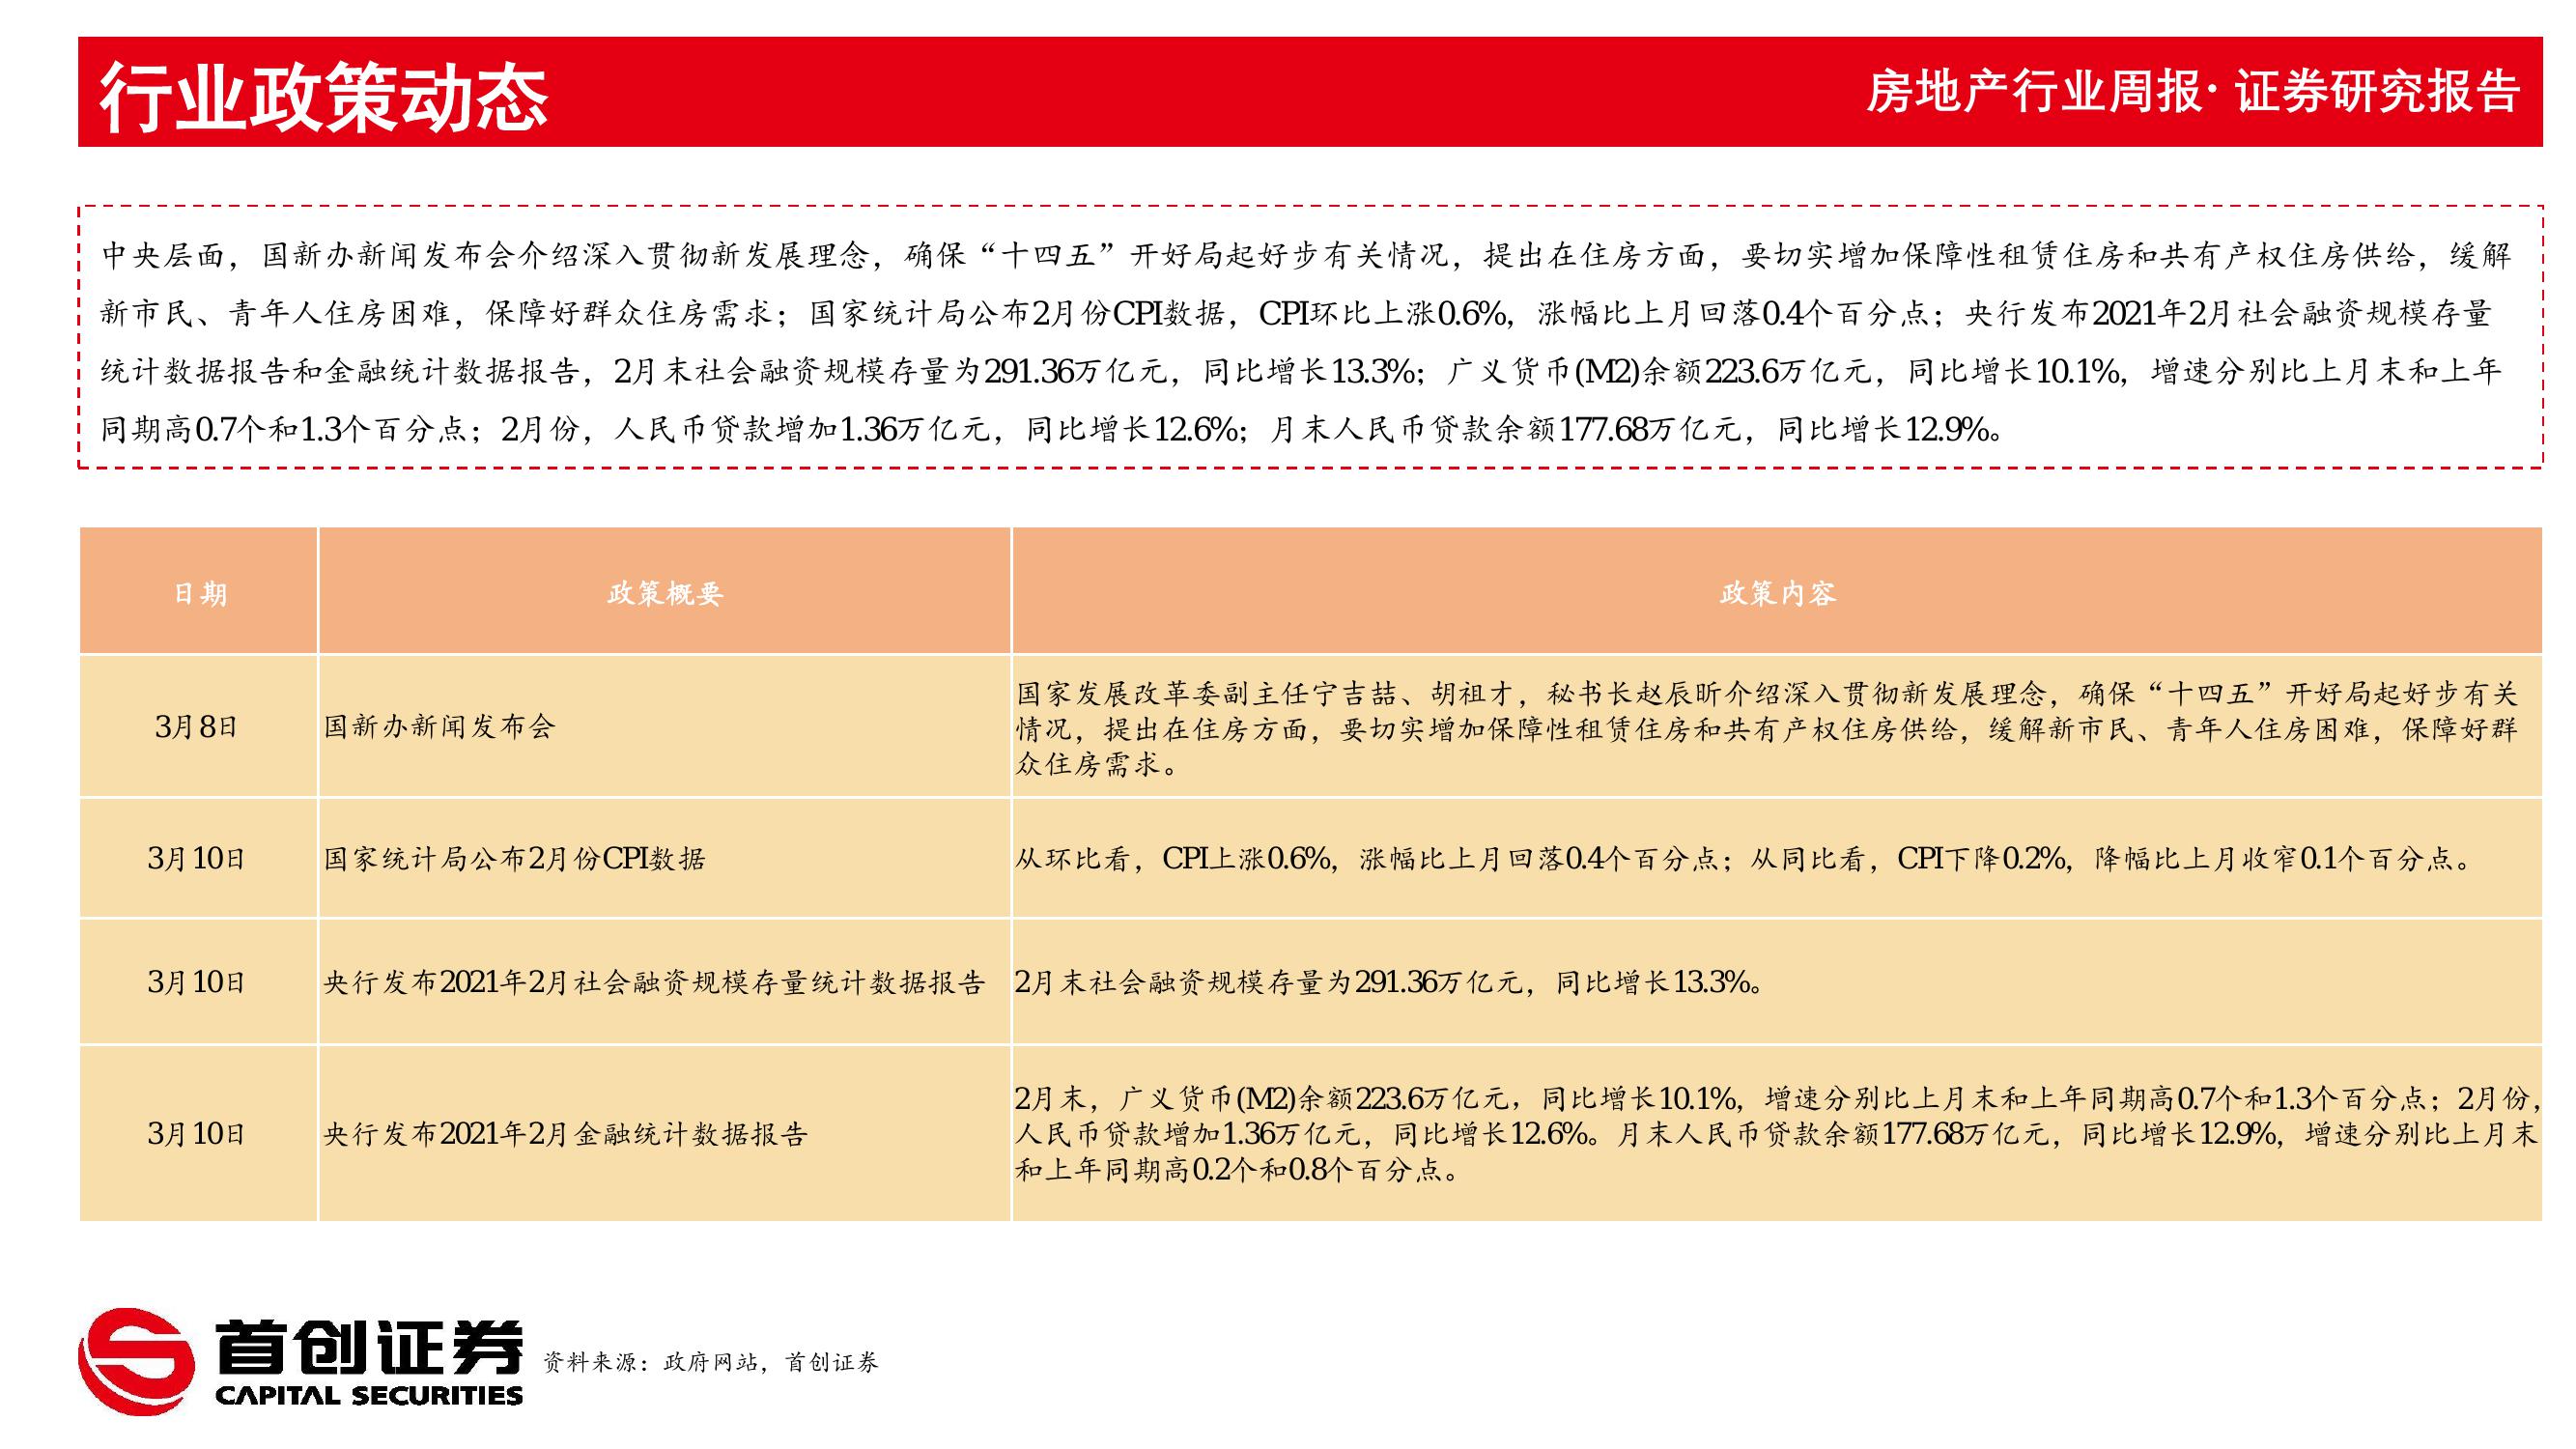 行业政策动态
房地产行业周报· 证券研究报告
中央层面，国新办新闻发布会介绍深入贯彻新发展理念，确保“十四五”开好局起好步有关情况，提出在住房方面，要切实增加保障性租赁住房和共有产权住房供给，缓解
新市民、青年人住房困难，保障好群众住房需求；国家统计局公布2月份CPI数据，CPI环比上涨0.6%，涨幅比上月回落0.4个百分点；央行发布2021年2月社会融资规模存量
统计数据报告和金融统计数据报告，2月末社会融资规模存量为291.36万亿元，同比增长13.3%；广义货币(M2)余额223.6万亿元，同比增长10.1%，增速分别比上月末和上年
同期高0.7个和1.3个百分点；2月份，人民币贷款增加1.36万亿元，同比增长12.6%；月末人民币贷款余额177.68万亿元，同比增长12.9%。
日期
政策概要
政策内容
3月8日
国新办新闻发布会
国家发展改革委副主任宁吉喆、胡祖才，秘书长赵辰昕介绍深入贯彻新发展理念，确保“十四五”开好局起好步有关
情况，提出在住房方面，要切实增加保障性租赁住房和共有产权住房供给，缓解新市民、青年人住房困难，保障好群
众住房需求。
3月10日
国家统计局公布2月份CPI数据
从环比看，CPI上涨0.6%，涨幅比上月回落0.4个百分点；从同比看，CPI下降0.2%，降幅比上月收窄0.1个百分点。
3月10日
央行发布2021年2月社会融资规模存量统计数据报告
2月末社会融资规模存量为291.36万亿元，同比增长13.3%。
3月10日
央行发布2021年2月金融统计数据报告
2月末，广义货币(M2)余额223.6万亿元，同比增长10.1%，增速分别比上月末和上年同期高0.7个和1.3个百分点；2月份，
人民币贷款增加1.36万亿元，同比增长12.6%。月末人民币贷款余额177.68万亿元，同比增长12.9%，增速分别比上月末
和上年同期高0.2个和0.8个百分点。
首创证券
CAPITAL SECURITIES
资料来源：政府网站，首创证券